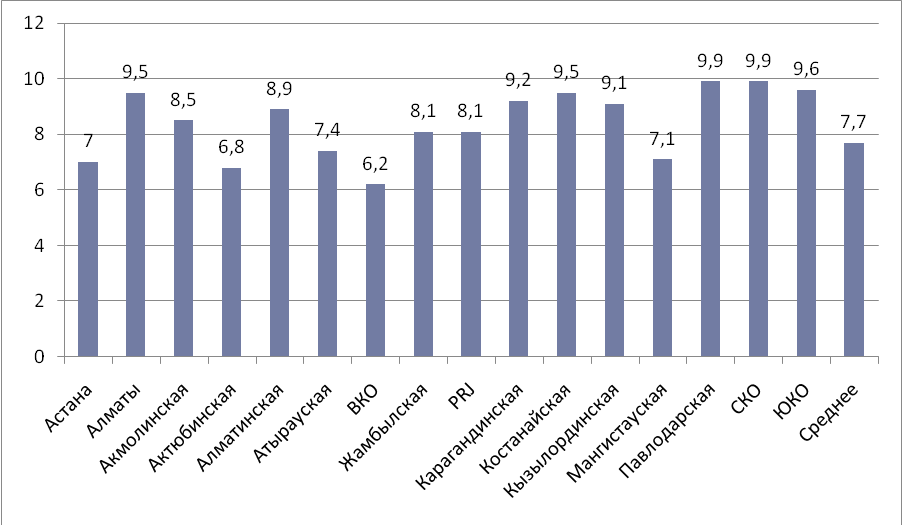 12
10
8
6
4
2
0
7
9,5
8,5
6,8
8,9
7,4
6,2
8,1
8,1
9,2
9,5
9,1
7,1
9,9
9,9
9,6
7,7
Астана
Алматы
Акмолинская
Актюбинская
Алматинская
Атырауская
ВКО
Жамбылская
PRJ
Карагандинская
Костанайская
Кызылординская
Мангистауская
Павлодарская
СКО
ЮКО
Среднее